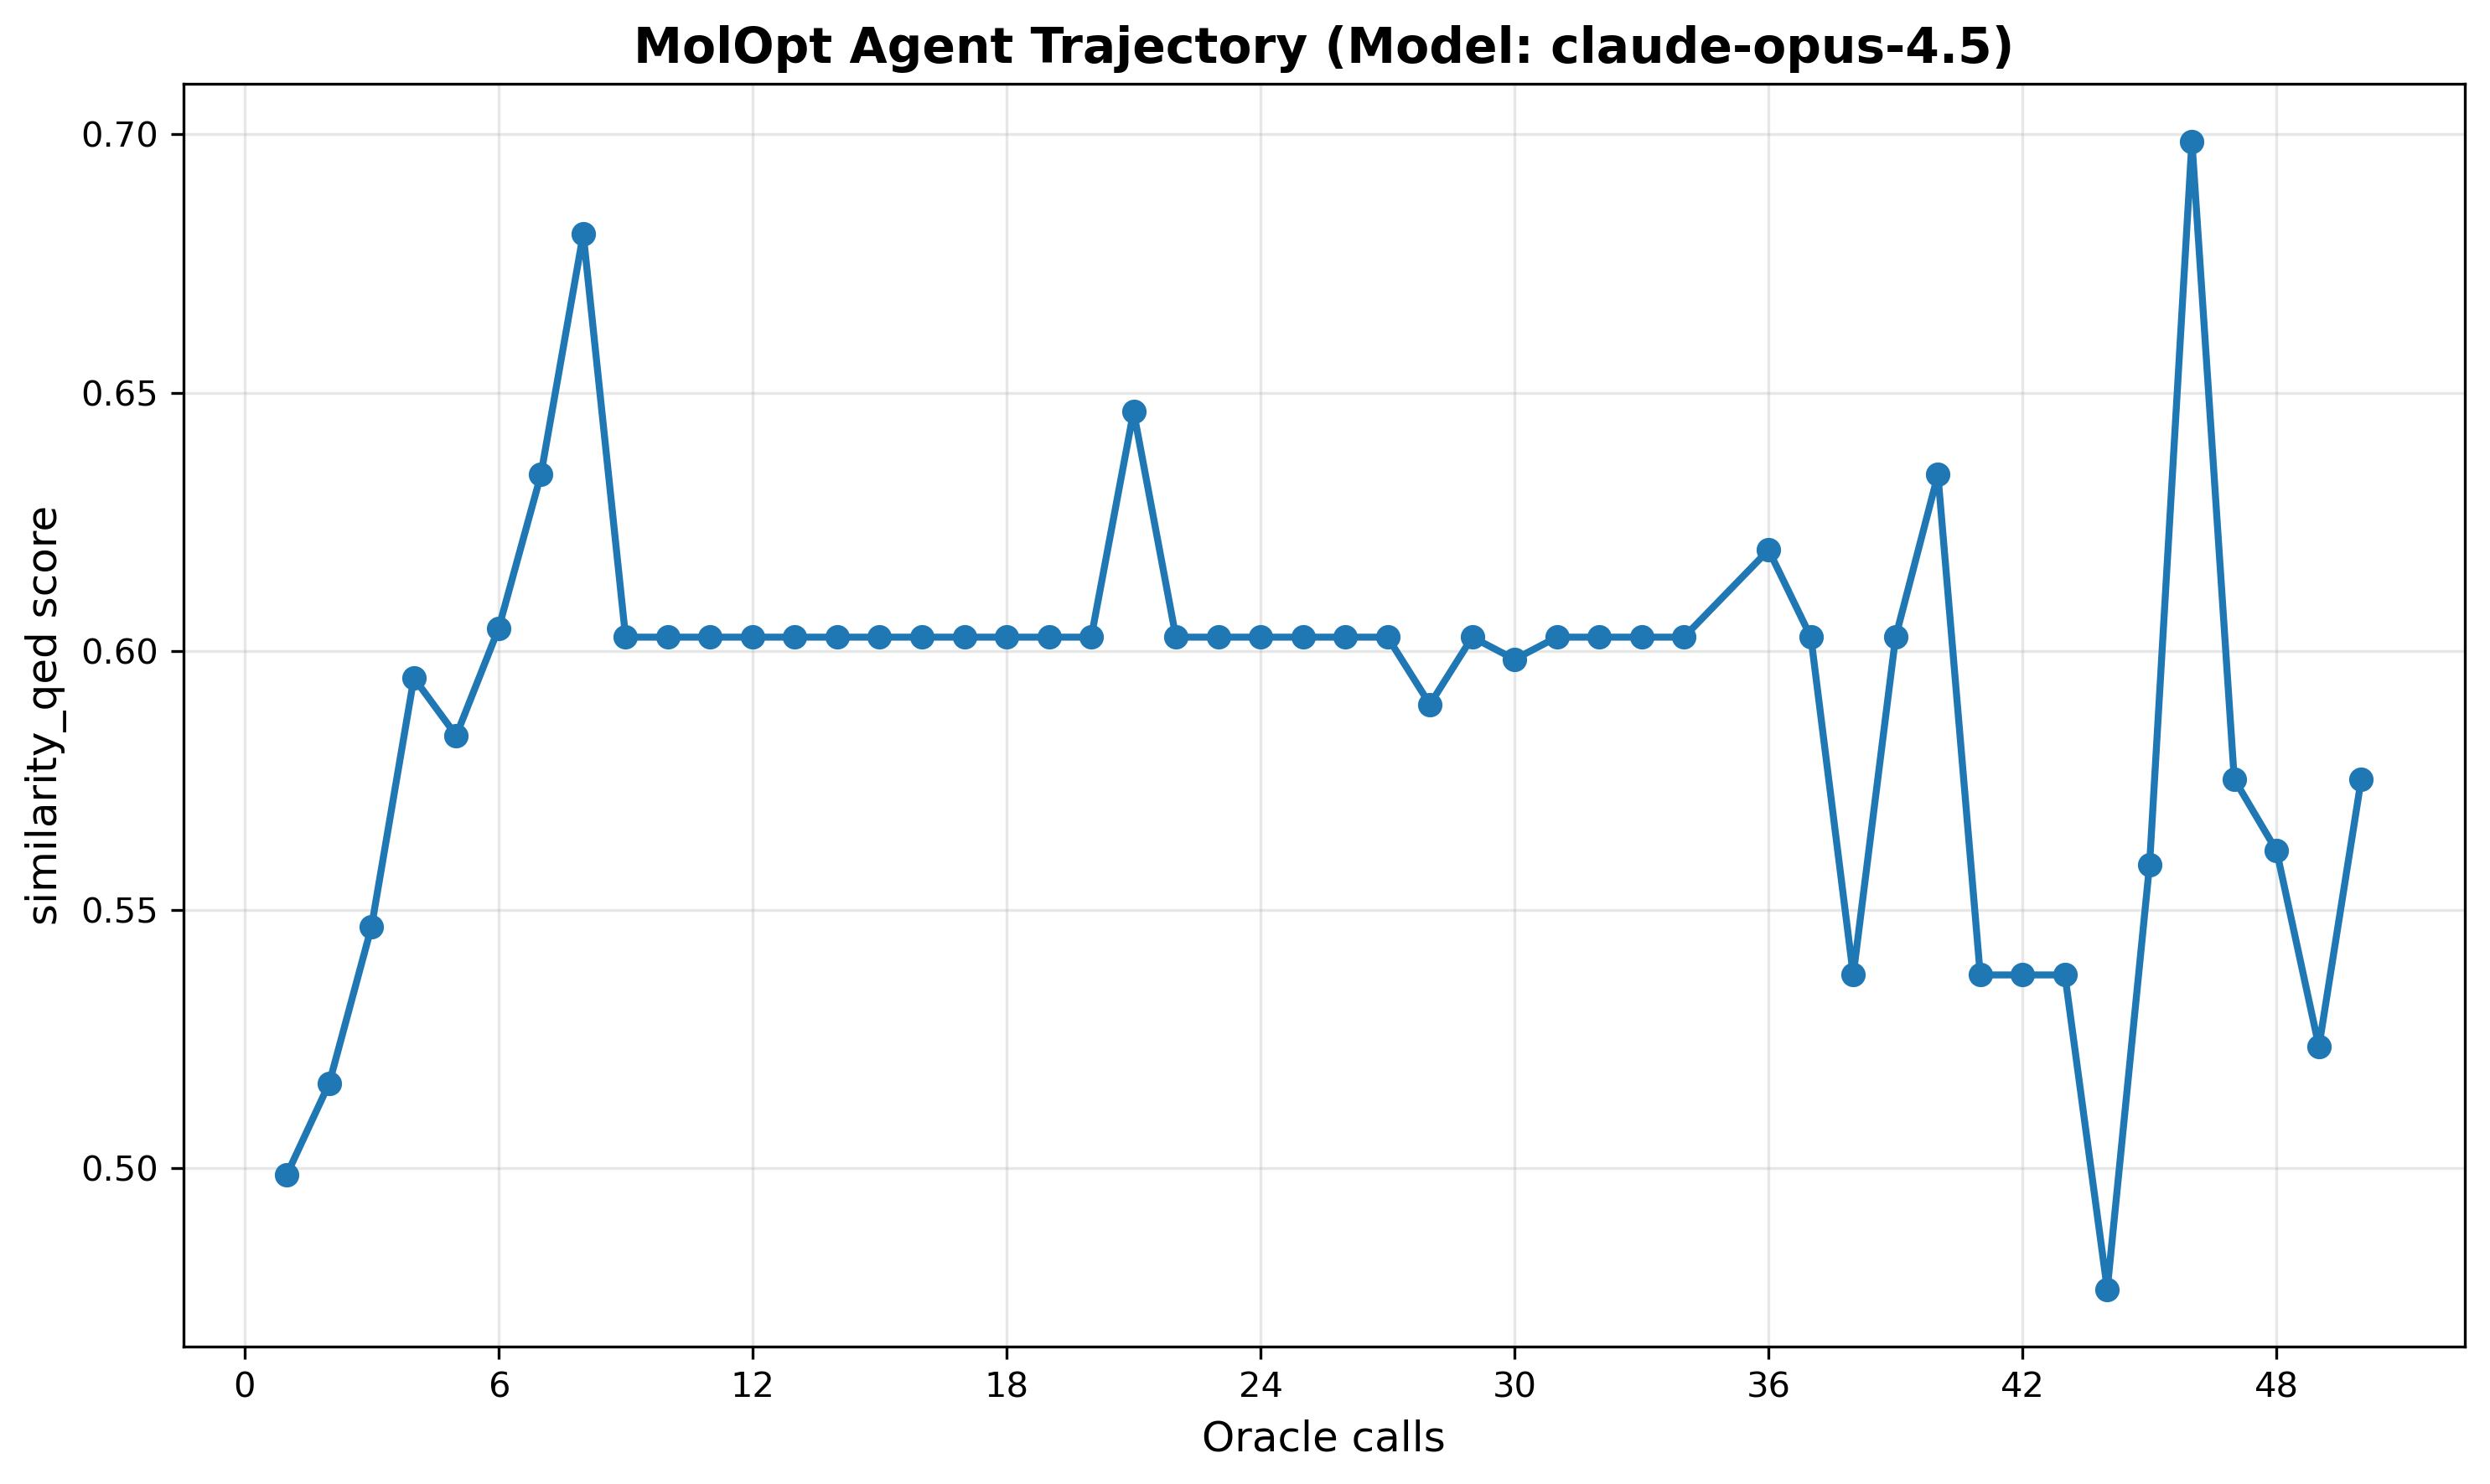 MolOpt Agent Trajectory (Model: claude-opus-4.5)
similarity_qed score
0.70
0.65
0.60
0.55
0.50
0 6 12 18 24 30 36 42 48
Oracle calls